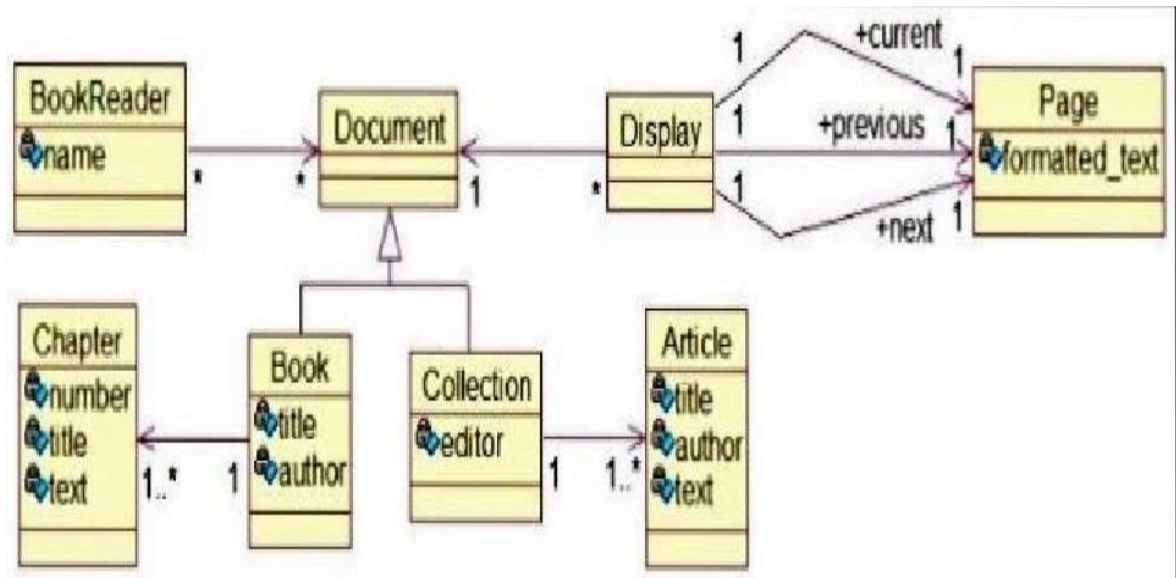 BookReader
name
*
Document
*
1
Display
*
1
+current
1
1
+previous
1
1
+next
1
Page
formatted_text
Chapter
number
title
text
1..*
1
Book
title
author
Collection
editor
1
1..*
Article
title
author
text